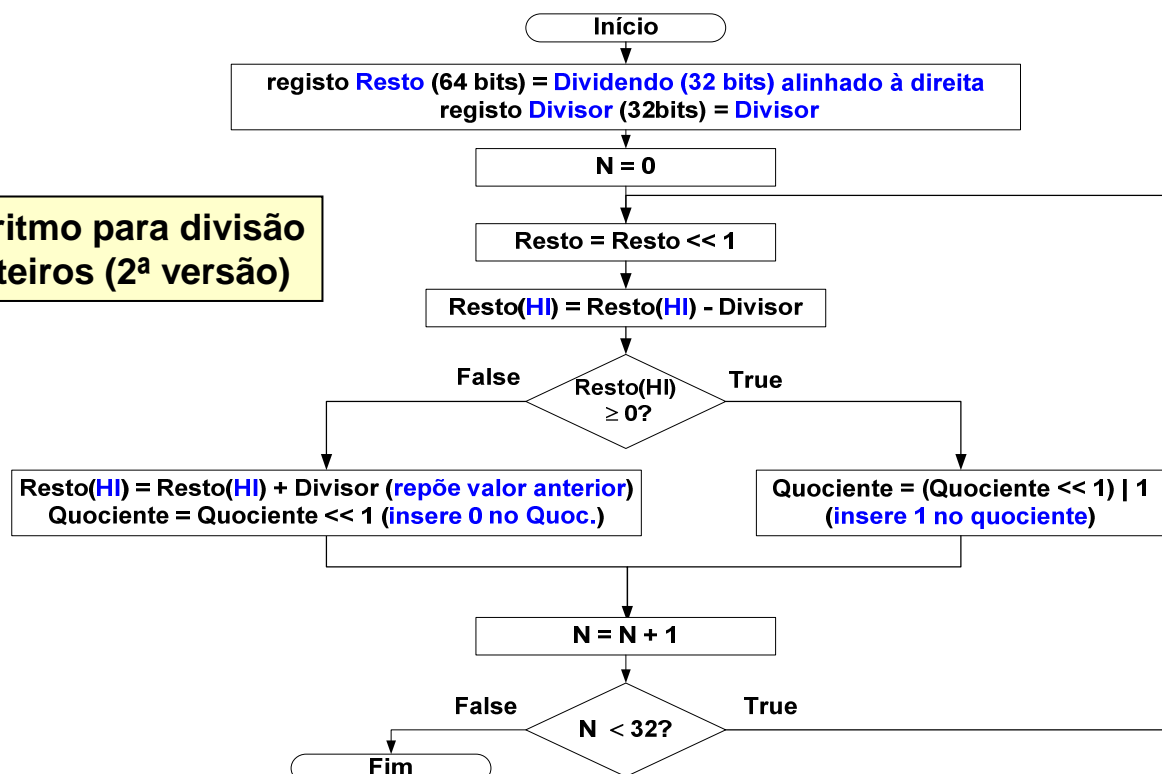 Início
registo Resto (64 bits) = Dividendo (32 bits) alinhado à direita
registo Divisor (32bits) = Divisor
N = 0
ritmo para divisão
teiros (2ª versão)
Resto = Resto << 1
Resto(HI) = Resto(HI) - Divisor
False
True
Resto(HI)
≥ 0?
Resto(HI) = Resto(HI) + Divisor (repõe valor anterior)
Quociente = Quociente << 1 (insere 0 no Quoc.)
Quociente = (Quociente << 1) | 1
(insere 1 no quociente)
N = N + 1
False
True
N < 32?
Fim